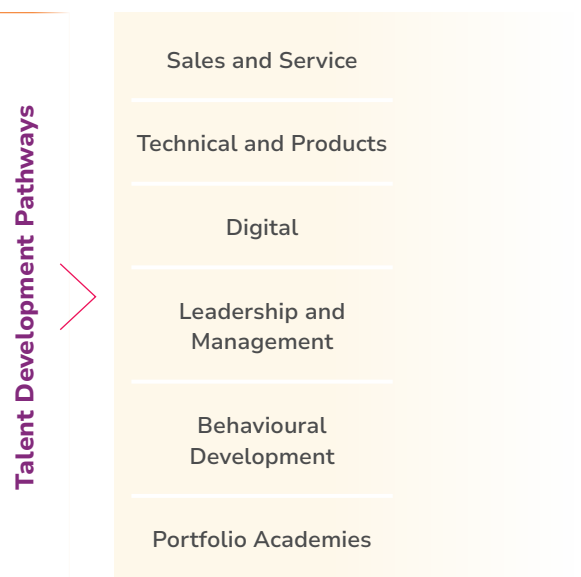 Talent Development Pathways
Sales and Service
Technical and Products
Digital
Leadership and
Management
Behavioural
Development
Portfolio Academies